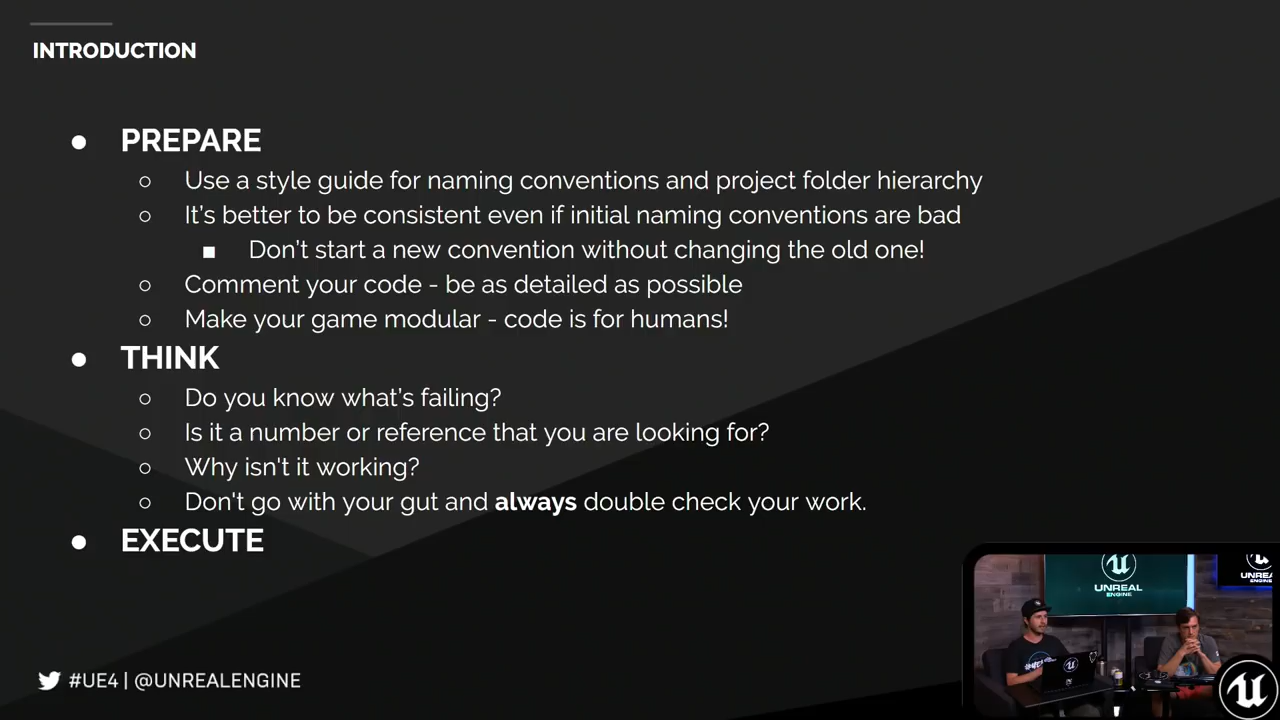 INTRODUCTION
● PREPARE
○ Use a style guide for naming conventions and project folder hierarchy
○ It’s better to be consistent even if initial naming conventions are bad
■ Don’t start a new convention without changing the old one!
○ Comment your code - be as detailed as possible
○ Make your game modular - code is for humans!
● THINK
○ Do you know what’s failing?
○ Is it a number or reference that you are looking for?
○ Why isn't it working?
○ Don't go with your gut and always double check your work.
● EXECUTE
UNREAL
ENGINE
#UE4 | @UNREALENGINE